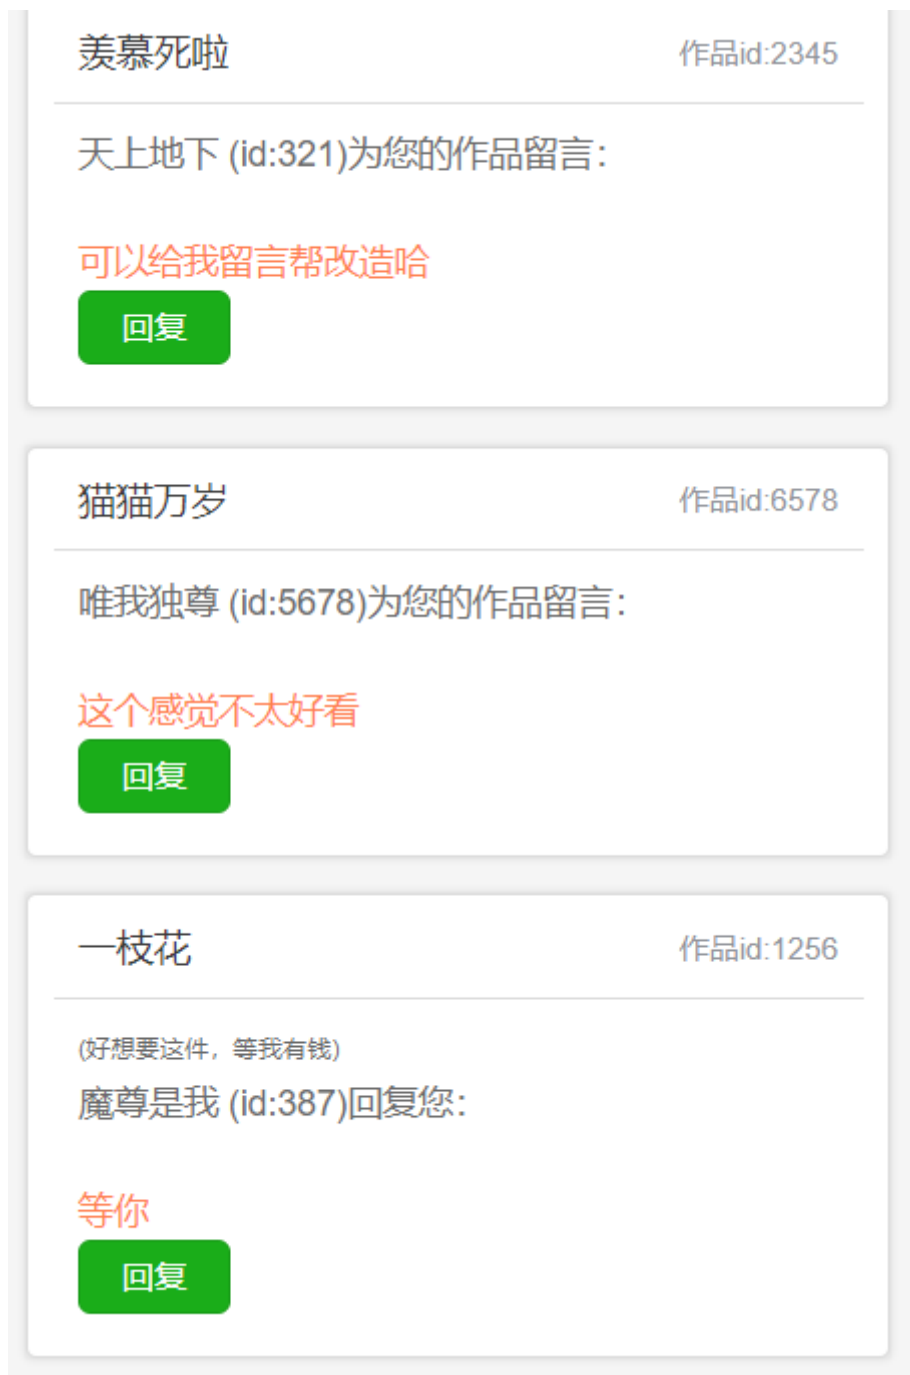 羡慕死啦 作品id:2345
天上地下 (id:321)为您的作品留言：
可以给我留言帮改造哈
回复
猫猫万岁 作品id:6578
唯我独尊 (id:5678)为您的作品留言：
这个感觉不太好看
回复
一枝花 作品id:1256
(好想要这件，等我有钱)
魔尊是我 (id:387)回复您：
等你
回复